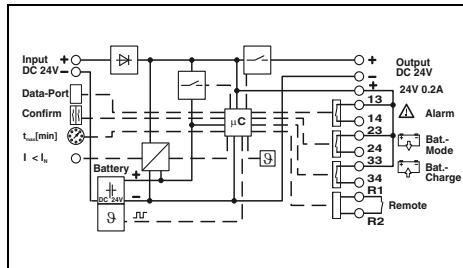 Input +
DC 24V −
Data-Port
Confirm
tmax[min]
I < IN
Battery
+
−
DC 24V
ϑ
µC
ϑ
+
Output
− DC 24V
+ 24V 0.2A
13
14
Alarm
23
24
Bat.-
Mode
33
34
Bat.-
Charge
R1
R2
Remote